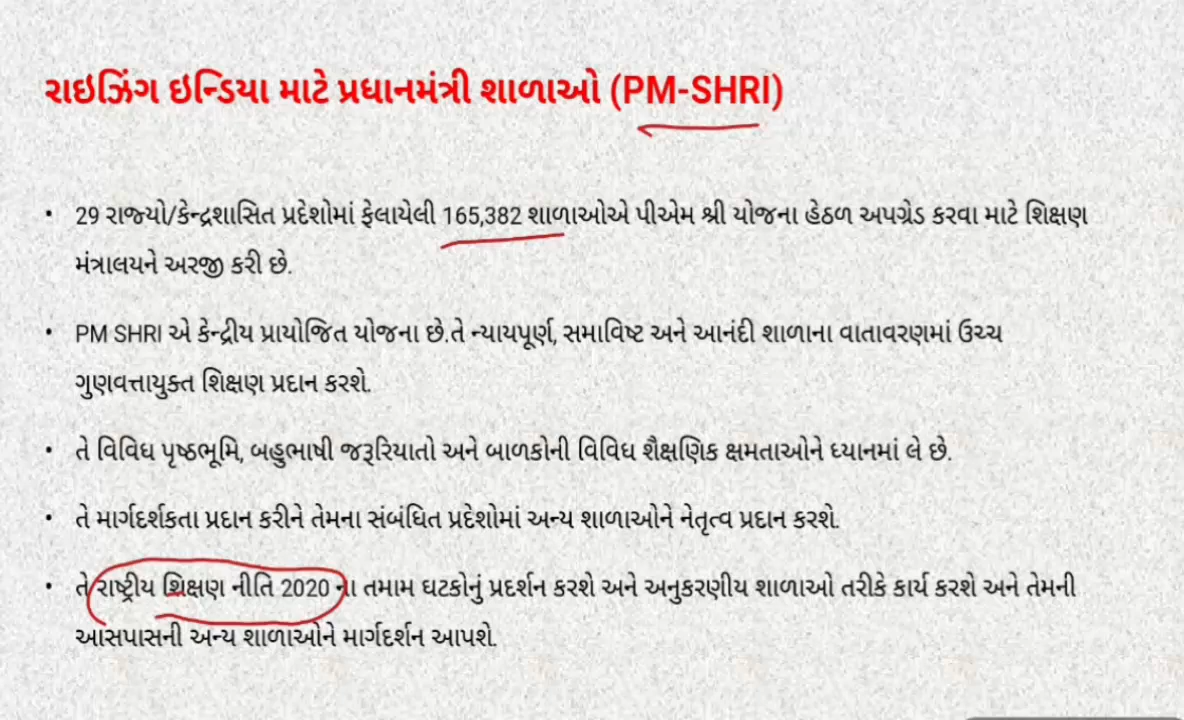 રાઇઝિંગ ઇન્ડિયા માટે પ્રધાનમંત્રી શાળાઓ (PM-SHRI)
• 29 રાજ્યો/કેન્દ્રશાસિત પ્રદેશોમાં ફેલાયેલી 165,382 શાળાઓએ પીએમ શ્રી યોજના હેઠળ અપગ્રેડ કરવા માટે શિક્ષણ
મંત્રાલયને અરજી કરી છે.
• PM SHRI એ કેન્દ્રીય પ્રાયોજિત યોજના છે.તે ન્યાયપૂર્ણ, સમાવિષ્ટ અને આનંદી શાળાના વાતાવરણમાં ઉચ્ચ
ગુણવત્તાયુક્ત શિક્ષણ પ્રદાન કરશે.
• તે વિવિધ પૃષ્ઠભૂમિ, બહુભાષી જરૂરિયાતો અને બાળકોની વિવિધ શૈક્ષણિક ક્ષમતાઓને ધ્યાનમાં લે છે.
• તે માર્ગદર્શકતા પ્રદાન કરીને તેમના સંબંધિત પ્રદેશોમાં અન્ય શાળાઓને નેતૃત્વ પ્રદાન કરશે.
• તે રાષ્ટ્રીય શિક્ષણ નીતિ 2020 ના તમામ ઘટકોનું પ્રદર્શન કરશે અને અનુકરણીય શાળાઓ તરીકે કાર્ય કરશે અને તેમની
આસપાસની અન્ય શાળાઓને માર્ગદર્શન આપશે.